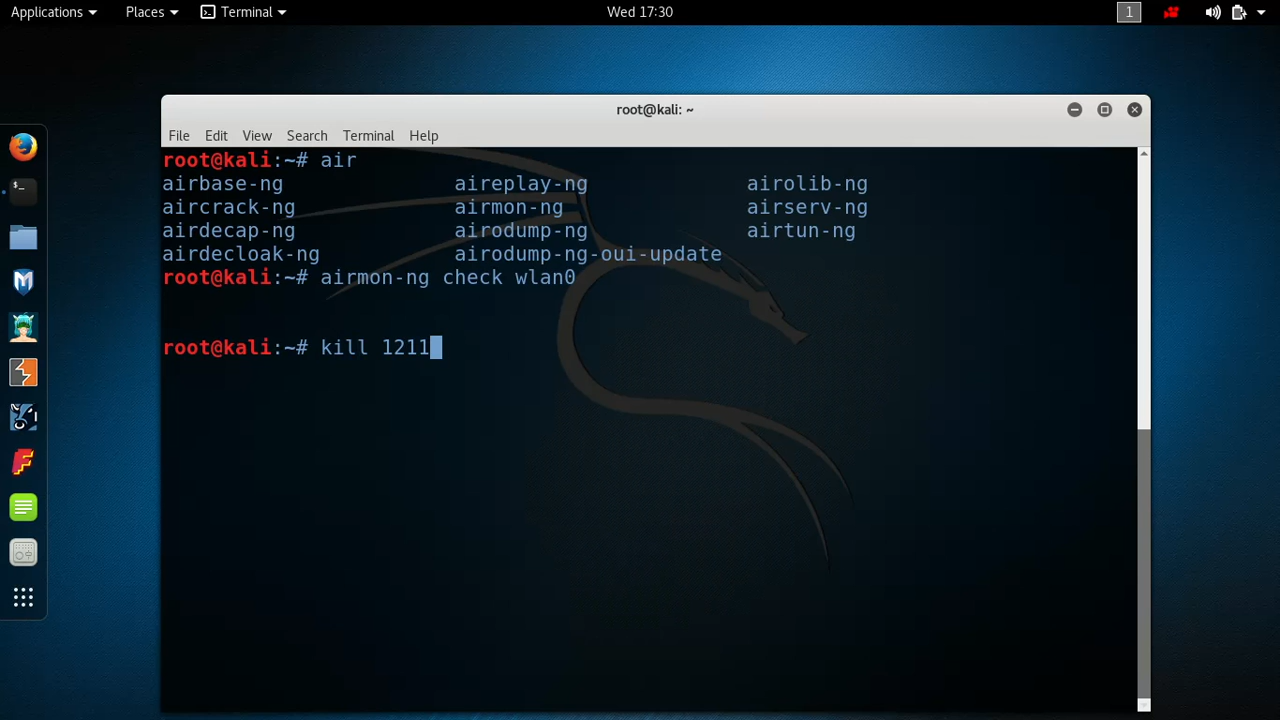 Applications Places Terminal Wed 17:30 1
root@kali: ~
File Edit View Search Terminal Help
root@kali:~# air
airbase-ng aireplay-ng airolib-ng
aircrack-ng airmon-ng airserv-ng
airdecap-ng airodump-ng airtun-ng
airdecloak-ng airodump-ng-oui-update
root@kali:~# airmon-ng check wlan0
root@kali:~# kill 1211